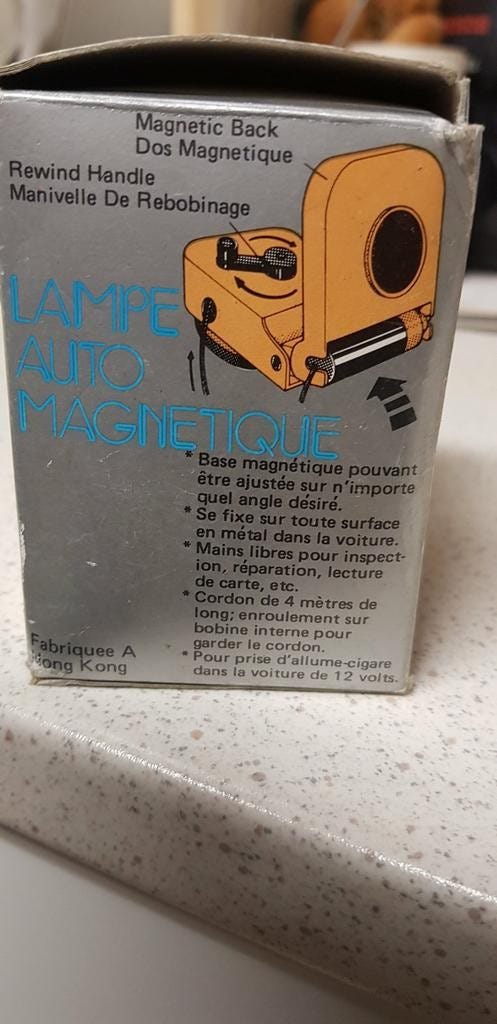 Magnetic Back
Dos Magnetique
Rewind Handle
Manivelle De Rebobinage
LAMPE
AUTO
MAGNETIQUE
* Base magnétique pouvant
être ajustée sur n'importe
quel angle désiré.
* Se fixe sur toute surface
en métal dans la voiture.
* Mains libres pour inspect-
ion, réparation, lecture
de carte, etc.
* Cordon de 4 mètres de
long; enroulement sur
bobine interne pour
garder le cordon.
* Pour prise d'allume-cigare
dans la voiture de 12 volts.
Fabriquee A
Hong Kong